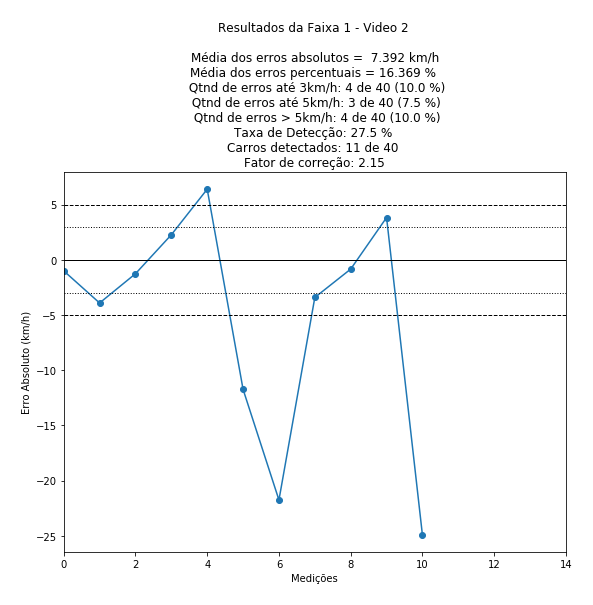 Resultados da Faixa 1 - Video 2
Média dos erros absolutos =  7.392 km/h
Média dos erros percentuais = 16.369 %
Qtnd de erros até 3km/h: 4 de 40 (10.0 %)
Qtnd de erros até 5km/h: 3 de 40 (7.5 %)
Qtnd de erros > 5km/h: 4 de 40 (10.0 %)
Taxa de Detecção: 27.5 %
Carros detectados: 11 de 40
Fator de correção: 2.15
5
0
−5
−10
−15
−20
−25
Erro Absoluto (km/h)
0 2 4 6 8 10 12 14
Medições